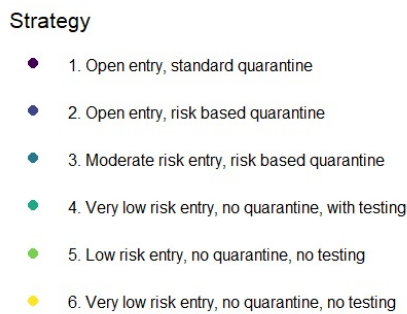 Strategy
1. Open entry, standard quarantine
2. Open entry, risk based quarantine
3. Moderate risk entry, risk based quarantine
4. Very low risk entry, no quarantine, with testing
5. Low risk entry, no quarantine, no testing
6. Very low risk entry, no quarantine, no testing